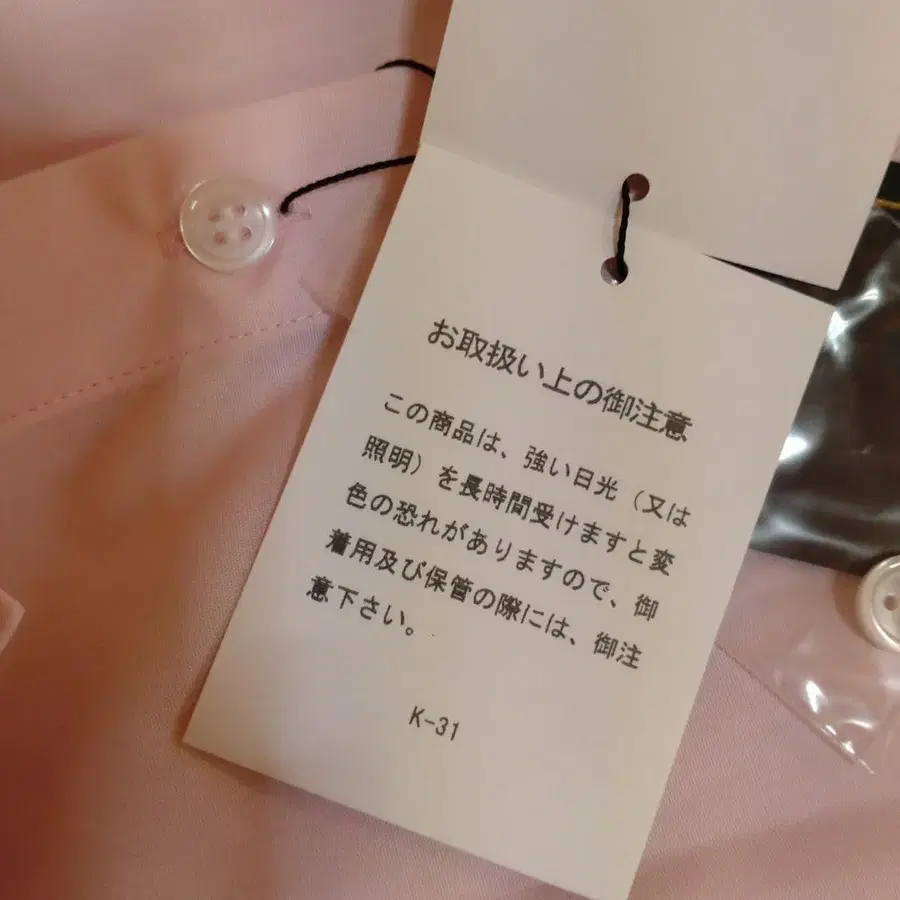 お取扱い上の御注意
この商品は、強い日光（又は
照明）を長時間受けますと変
色の恐れがありますので、御
着用及び保管の際には、御注
意下さい。
K-31